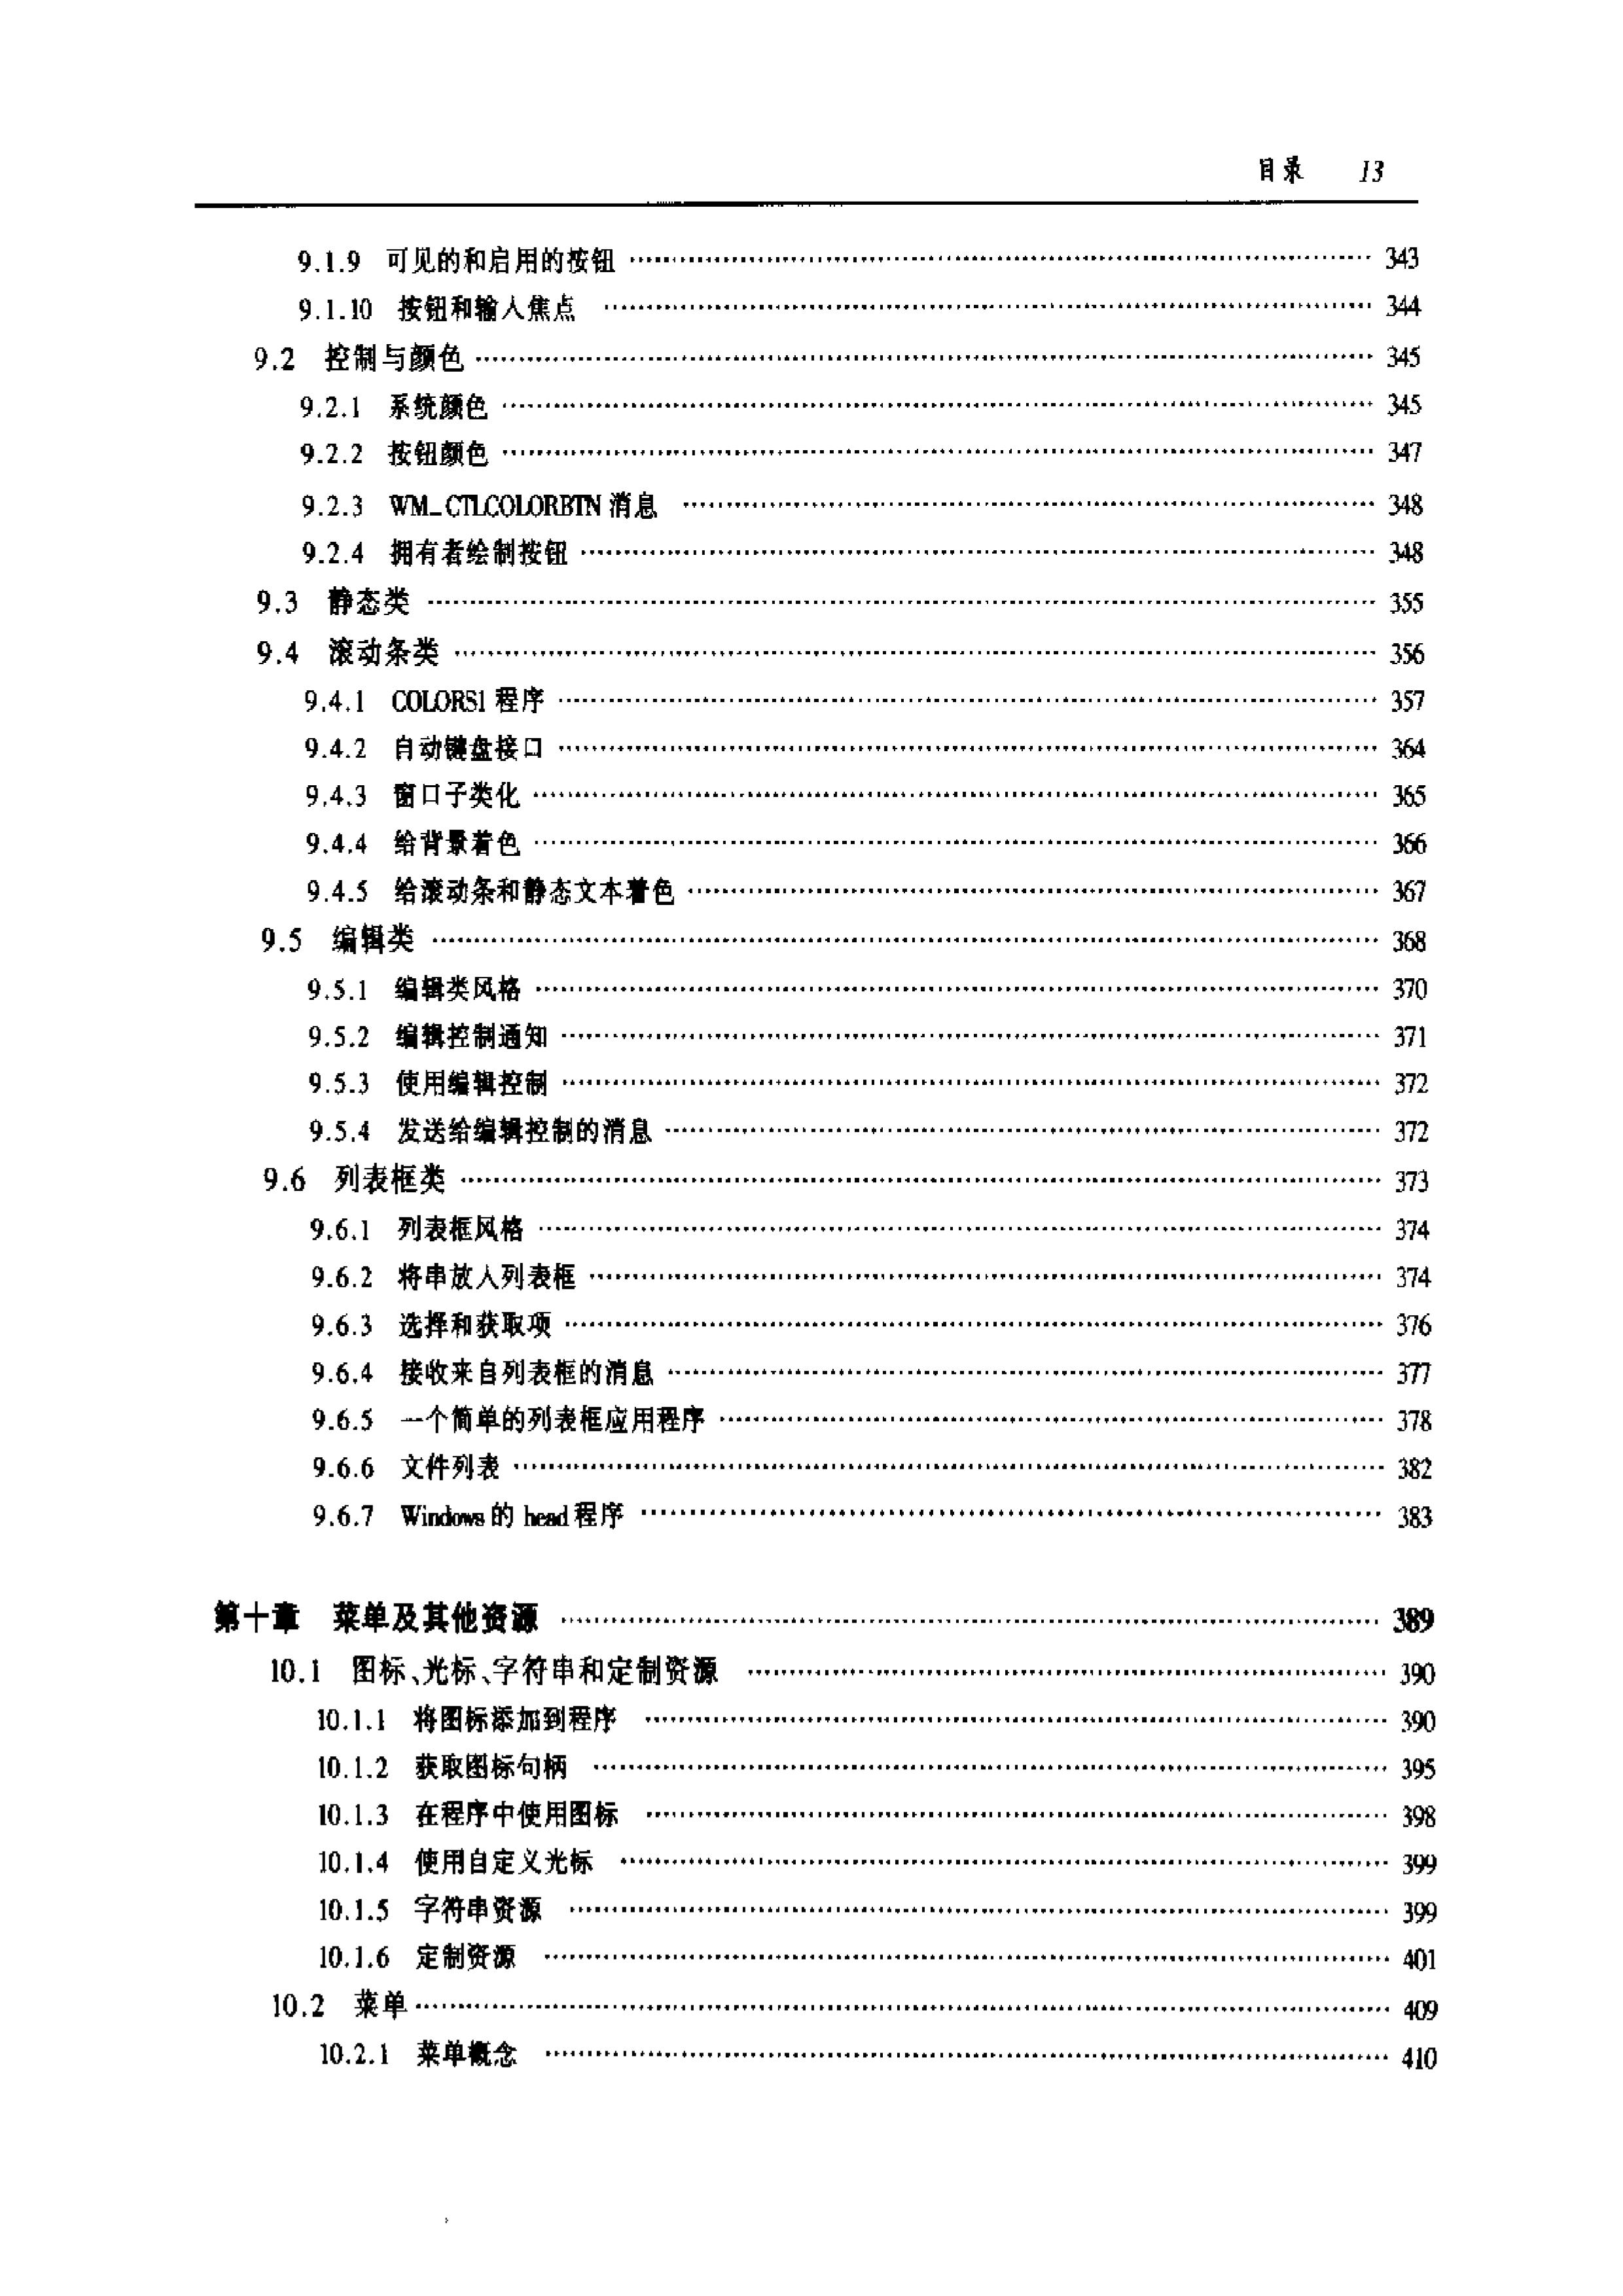 目录 13
9.1.9 可见的和启用的按钮 …… 343
9.1.10 按钮和输入焦点 …… 344
9.2 控制与颜色 …… 345
9.2.1 系统颜色 …… 345
9.2.2 按钮颜色 …… 347
9.2.3 WM_CTLCOLORBTN 消息 …… 348
9.2.4 拥有者绘制按钮 …… 348
9.3 静态类 …… 355
9.4 滚动条类 …… 356
9.4.1 COLORS1 程序 …… 357
9.4.2 自动键盘接口 …… 364
9.4.3 窗口子类化 …… 365
9.4.4 给背景着色 …… 366
9.4.5 给滚动条和静态文本着色 …… 367
9.5 编辑类 …… 368
9.5.1 编辑类风格 …… 370
9.5.2 编辑控制通知 …… 371
9.5.3 使用编辑控制 …… 372
9.5.4 发送给编辑控制的消息 …… 372
9.6 列表框类 …… 373
9.6.1 列表框风格 …… 374
9.6.2 将串放入列表框 …… 374
9.6.3 选择和获取项 …… 376
9.6.4 接收来自列表框的消息 …… 377
9.6.5 一个简单的列表框应用程序 …… 378
9.6.6 文件列表 …… 382
9.6.7 Windows 的 head 程序 …… 383
第十章 菜单及其他资源 …… 389
10.1 图标、光标、字符串和定制资源 …… 390
10.1.1 将图标添加到程序 …… 390
10.1.2 获取图标句柄 …… 395
10.1.3 在程序中使用图标 …… 398
10.1.4 使用自定义光标 …… 399
10.1.5 字符串资源 …… 399
10.1.6 定制资源 …… 401
10.2 菜单 …… 409
10.2.1 菜单概念 …… 410